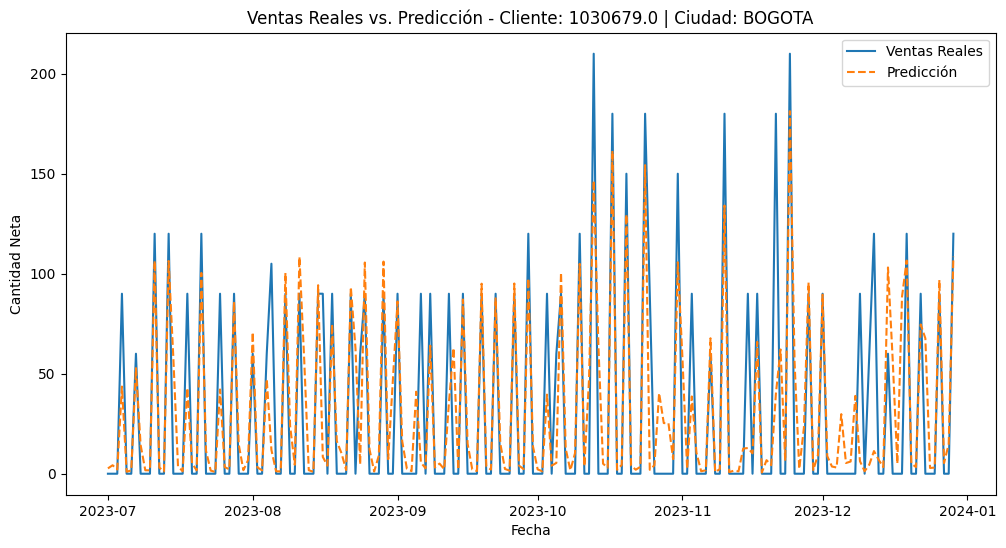 Ventas Reales vs. Predicción - Cliente: 1030679.0 | Ciudad: BOGOTA
Ventas Reales
Predicción
Cantidad Neta
200
150
100
50
0
2023-07 2023-08 2023-09 2023-10 2023-11 2023-12 2024-01
Fecha